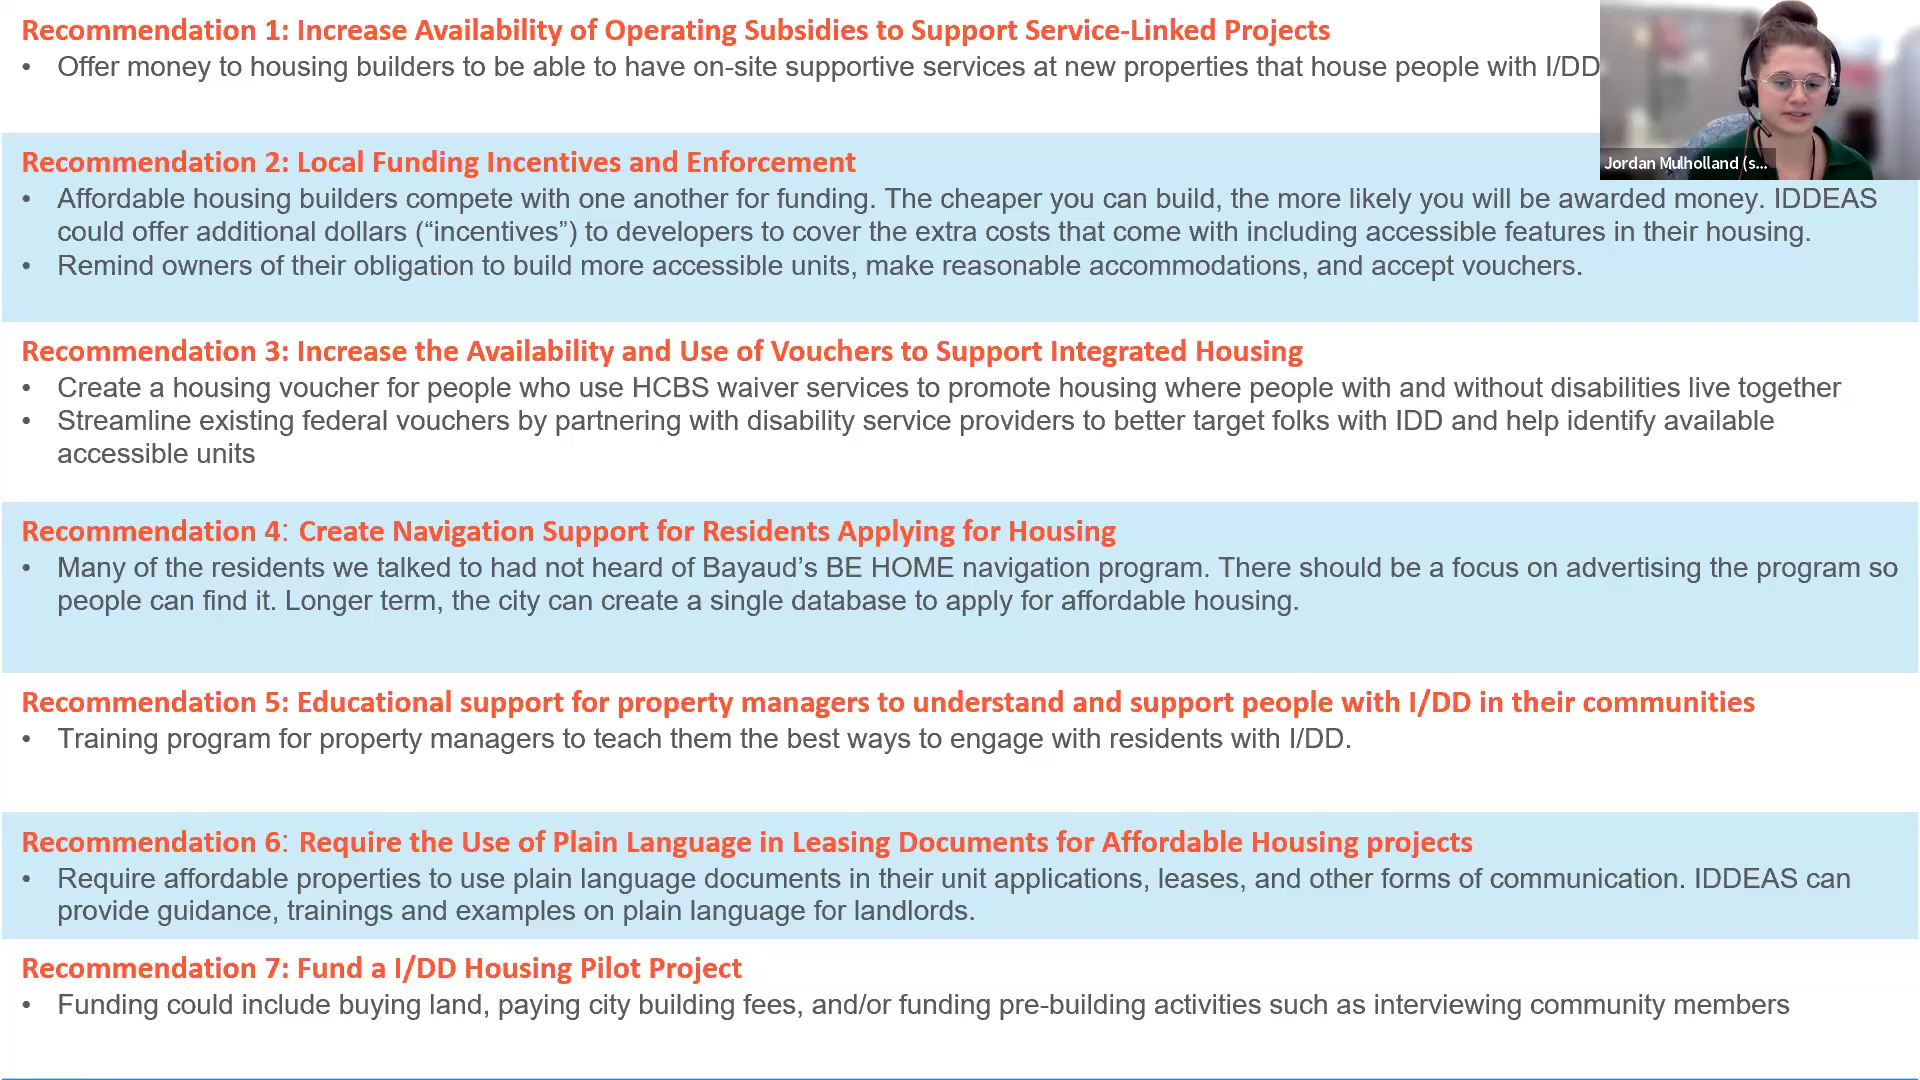 Recommendation 1: Increase Availability of Operating Subsidies to Support Service-Linked Projects
• Offer money to housing builders to be able to have on-site supportive services at new properties that house people with I/DD
Jordan Mulholland (s...
Recommendation 2: Local Funding Incentives and Enforcement
• Affordable housing builders compete with one another for funding. The cheaper you can build, the more likely you will be awarded money. IDDEAS
could offer additional dollars (“incentives”) to developers to cover the extra costs that come with including accessible features in their housing.
• Remind owners of their obligation to build more accessible units, make reasonable accommodations, and accept vouchers.
Recommendation 3: Increase the Availability and Use of Vouchers to Support Integrated Housing
• Create a housing voucher for people who use HCBS waiver services to promote housing where people with and without disabilities live together
• Streamline existing federal vouchers by partnering with disability service providers to better target folks with IDD and help identify available
accessible units
Recommendation 4: Create Navigation Support for Residents Applying for Housing
• Many of the residents we talked to had not heard of Bayaud’s BE HOME navigation program. There should be a focus on advertising the program so
people can find it. Longer term, the city can create a single database to apply for affordable housing.
Recommendation 5: Educational support for property managers to understand and support people with I/DD in their communities
• Training program for property managers to teach them the best ways to engage with residents with I/DD.
Recommendation 6: Require the Use of Plain Language in Leasing Documents for Affordable Housing projects
• Require affordable properties to use plain language documents in their unit applications, leases, and other forms of communication. IDDEAS can
provide guidance, trainings and examples on plain language for landlords.
Recommendation 7: Fund a I/DD Housing Pilot Project
• Funding could include buying land, paying city building fees, and/or funding pre-building activities such as interviewing community members